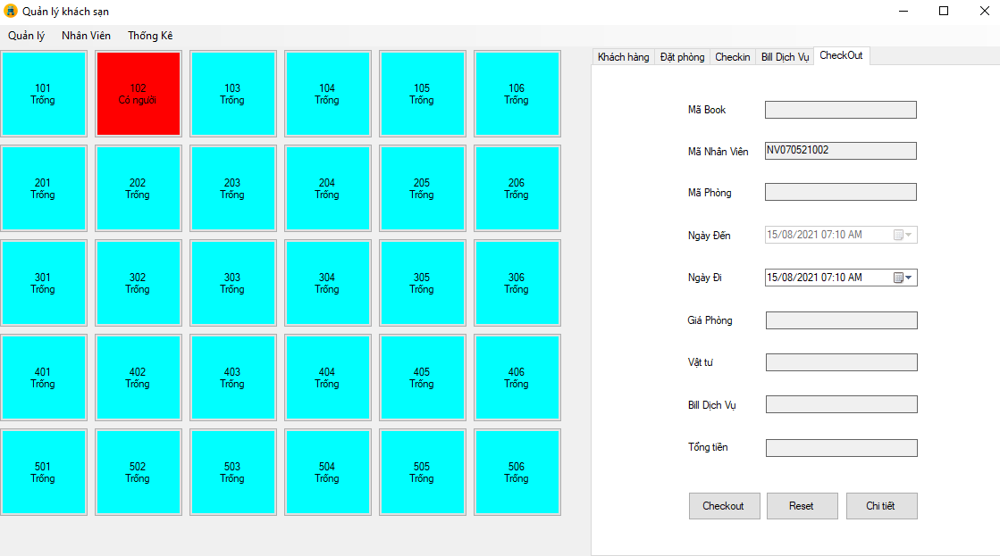 Quản lý khách sạn
Quản lý Nhân Viên Thống Kê
Khách hàng Đặt phòng Checkin Bill Dịch Vụ CheckOut
101 102 103 104 105 106
Trống Có người Trống Trống Trống Trống
201 202 203 204 205 206
Trống Trống Trống Trống Trống Trống
301 302 303 304 305 306
Trống Trống Trống Trống Trống Trống
401 402 403 404 405 406
Trống Trống Trống Trống Trống Trống
501 502 503 504 505 506
Trống Trống Trống Trống Trống Trống
Mã Book
Mã Nhân Viên NV070521002
Mã Phòng
Ngày Đến 15/08/2021 07:10 AM
Ngày Đi 15/08/2021 07:10 AM
Giá Phòng
Vật tư
Bill Dịch Vụ
Tổng tiền
Checkout Reset Chi tiết